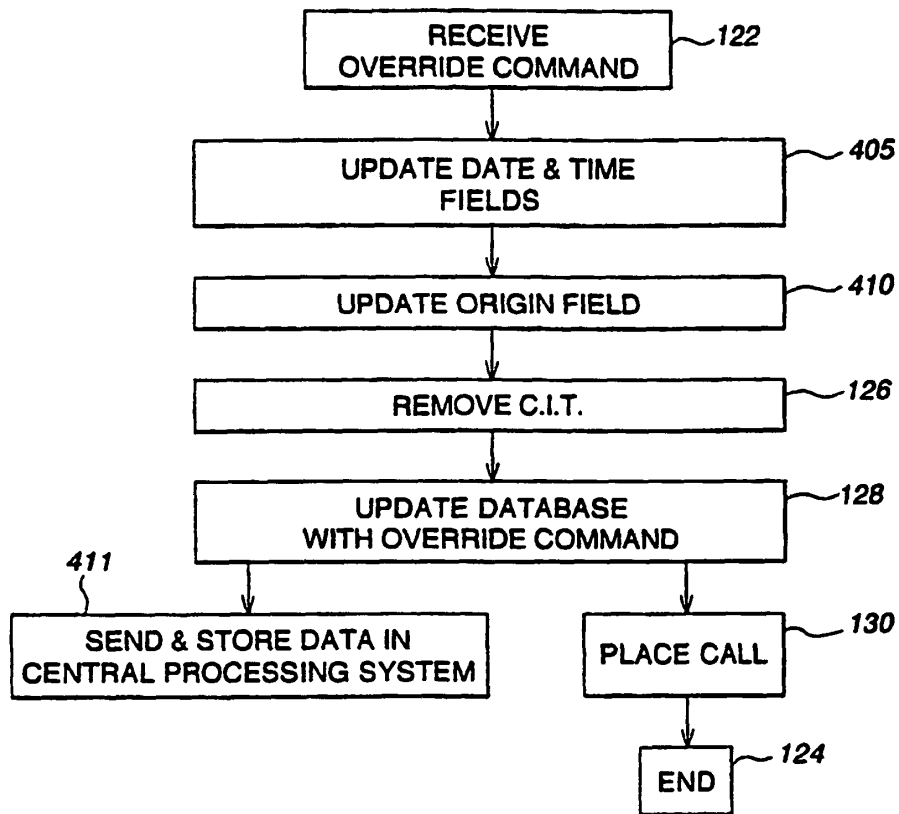 RECEIVE
OVERRIDE COMMAND
122
UPDATE DATE & TIME
FIELDS
405
UPDATE ORIGIN FIELD
410
REMOVE C.I.T.
126
UPDATE DATABASE
WITH OVERRIDE COMMAND
128
411
SEND & STORE DATA IN
CENTRAL PROCESSING SYSTEM
PLACE CALL
130
END
124